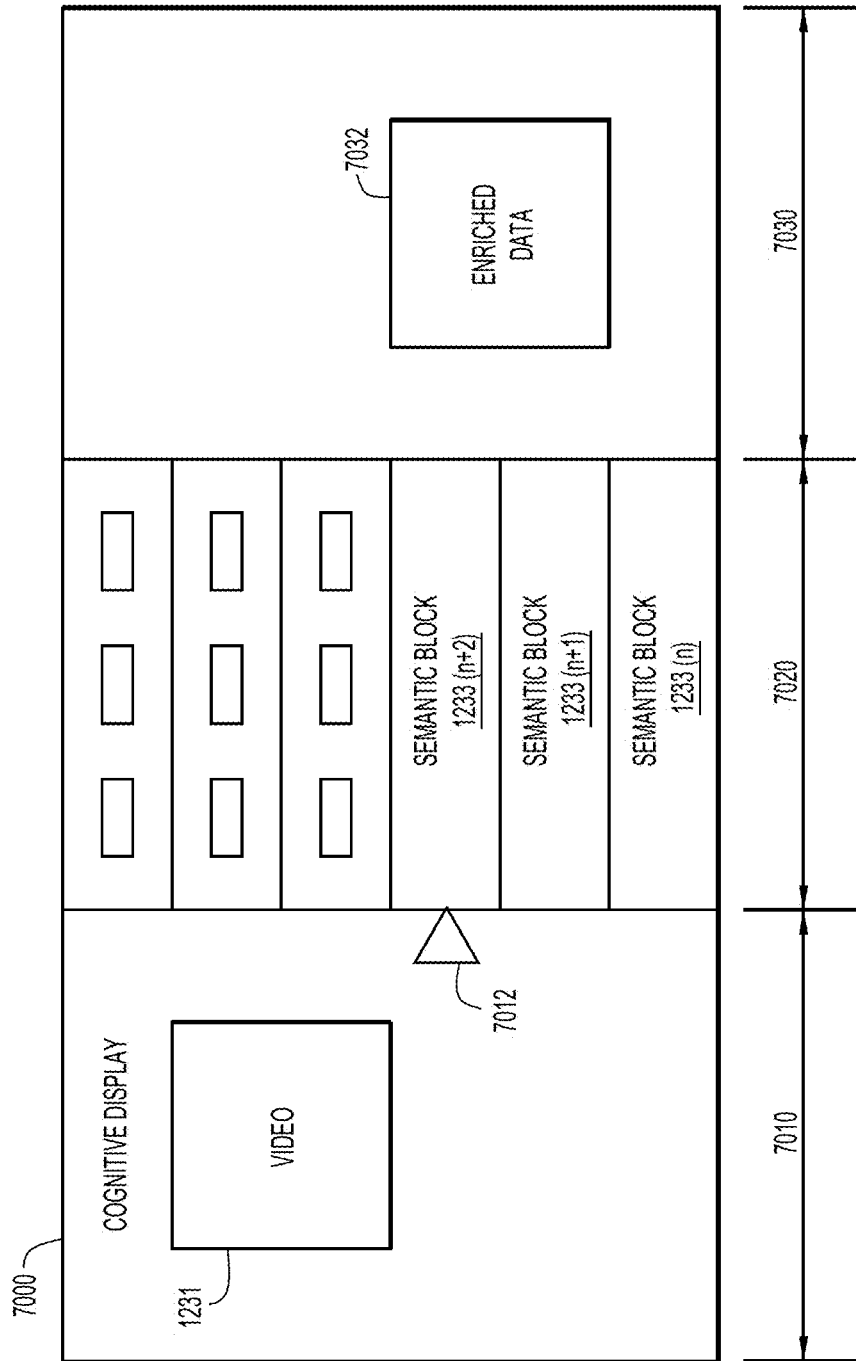 7000
COGNITIVE DISPLAY
1231
VIDEO
7012
SEMANTIC BLOCK
1233 (n+2)
SEMANTIC BLOCK
1233 (n+1)
SEMANTIC BLOCK
1233 (n)
7032
ENRICHED
DATA
7010
7020
7030